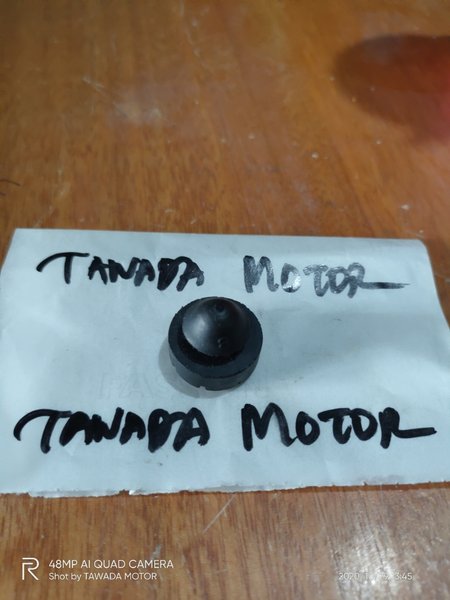 TAWADA MOTOR
TAWADA MOTOR
R
48MP AI QUAD CAMERA
Shot by TAWADA MOTOR